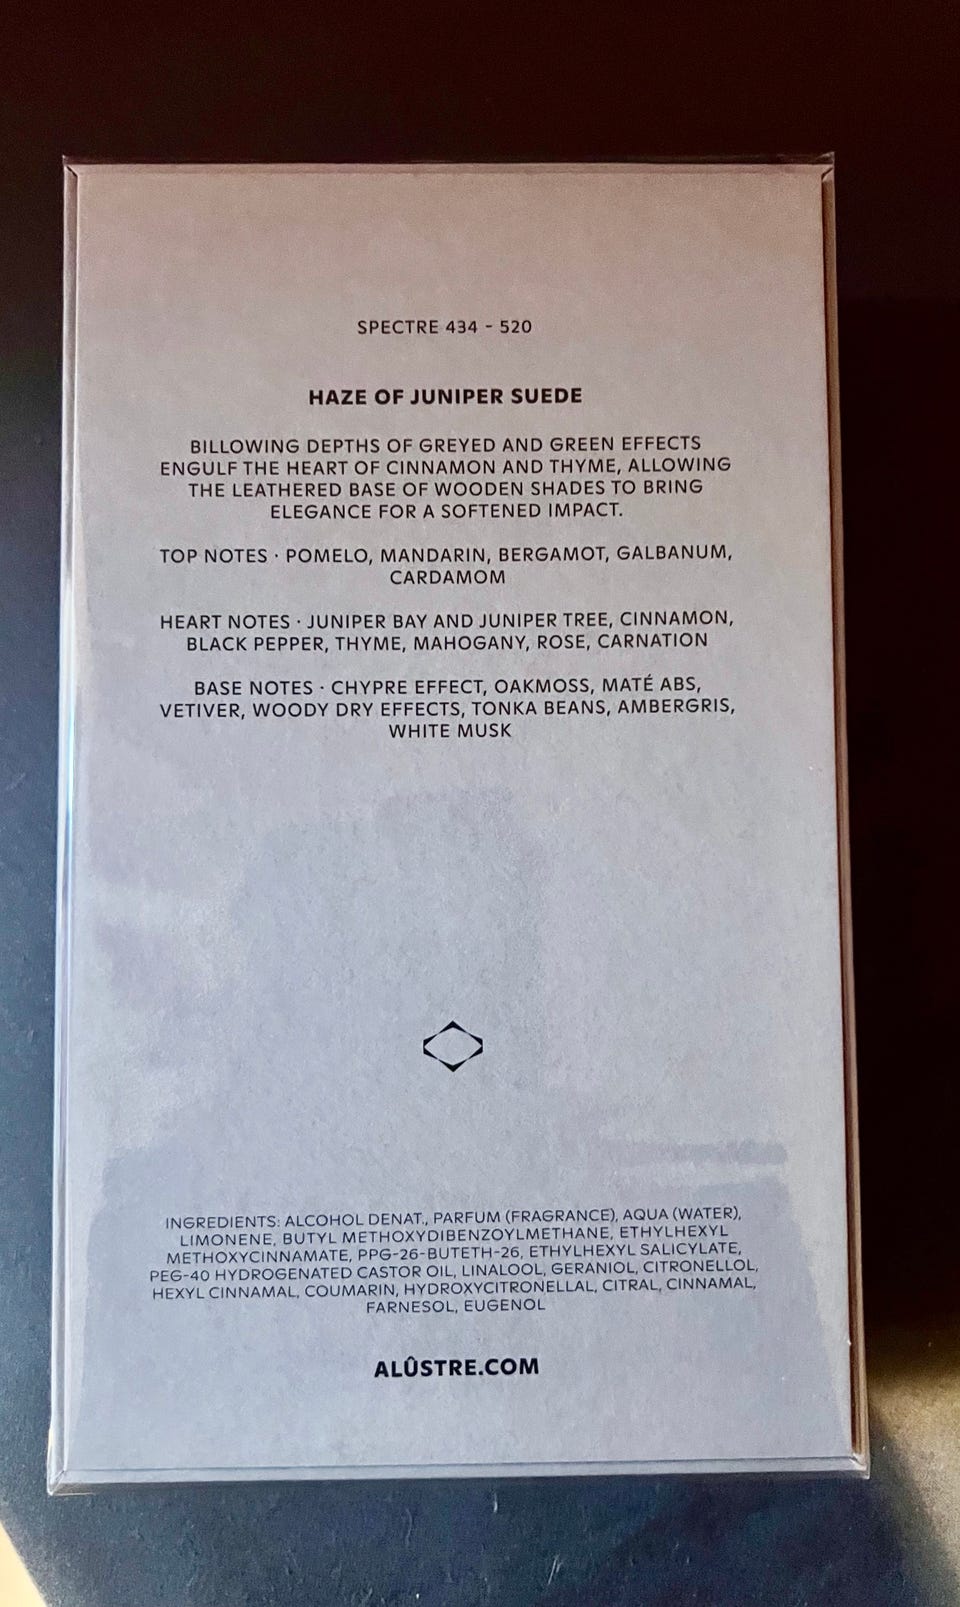 SPECTRE 434 - 520
HAZE OF JUNIPER SUEDE
BILLOWING DEPTHS OF GREYED AND GREEN EFFECTS
ENGULF THE HEART OF CINNAMON AND THYME, ALLOWING
THE LEATHERED BASE OF WOODEN SHADES TO BRING
ELEGANCE FOR A SOFTENED IMPACT.
TOP NOTES · POMELO, MANDARIN, BERGAMOT, GALBANUM,
CARDAMOM
HEART NOTES · JUNIPER BAY AND JUNIPER TREE, CINNAMON,
BLACK PEPPER, THYME, MAHOGANY, ROSE, CARNATION
BASE NOTES · CHYPRE EFFECT, OAKMOSS, MATÉ ABS,
VETIVER, WOODY DRY EFFECTS, TONKA BEANS, AMBERGRIS,
WHITE MUSK
INGREDIENTS: ALCOHOL DENAT., PARFUM (FRAGRANCE), AQUA (WATER),
LIMONENE, BUTYL METHOXYDIBENZOYLMETHANE, ETHYLHEXYL
METHOXYCINNAMATE, PPG-26-BUTETH-26, ETHYLHEXYL SALICYLATE,
PEG-40 HYDROGENATED CASTOR OIL, LINALOOL, GERANIOL, CITRONELLOL,
HEXYL CINNAMAL, COUMARIN, HYDROXYCITRONELLAL, CITRAL, CINNAMAL,
FARNESOL, EUGENOL
ALÛSTRE.COM